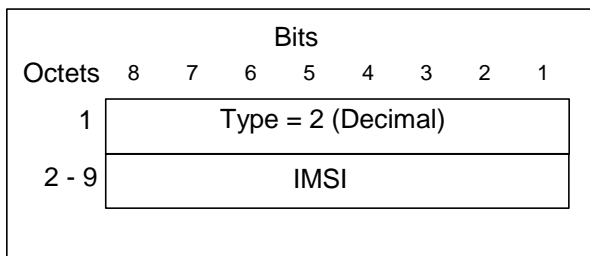 Bits
Octets 8 7 6 5 4 3 2 1
1 Type = 2 (Decimal)
2 - 9 IMSI